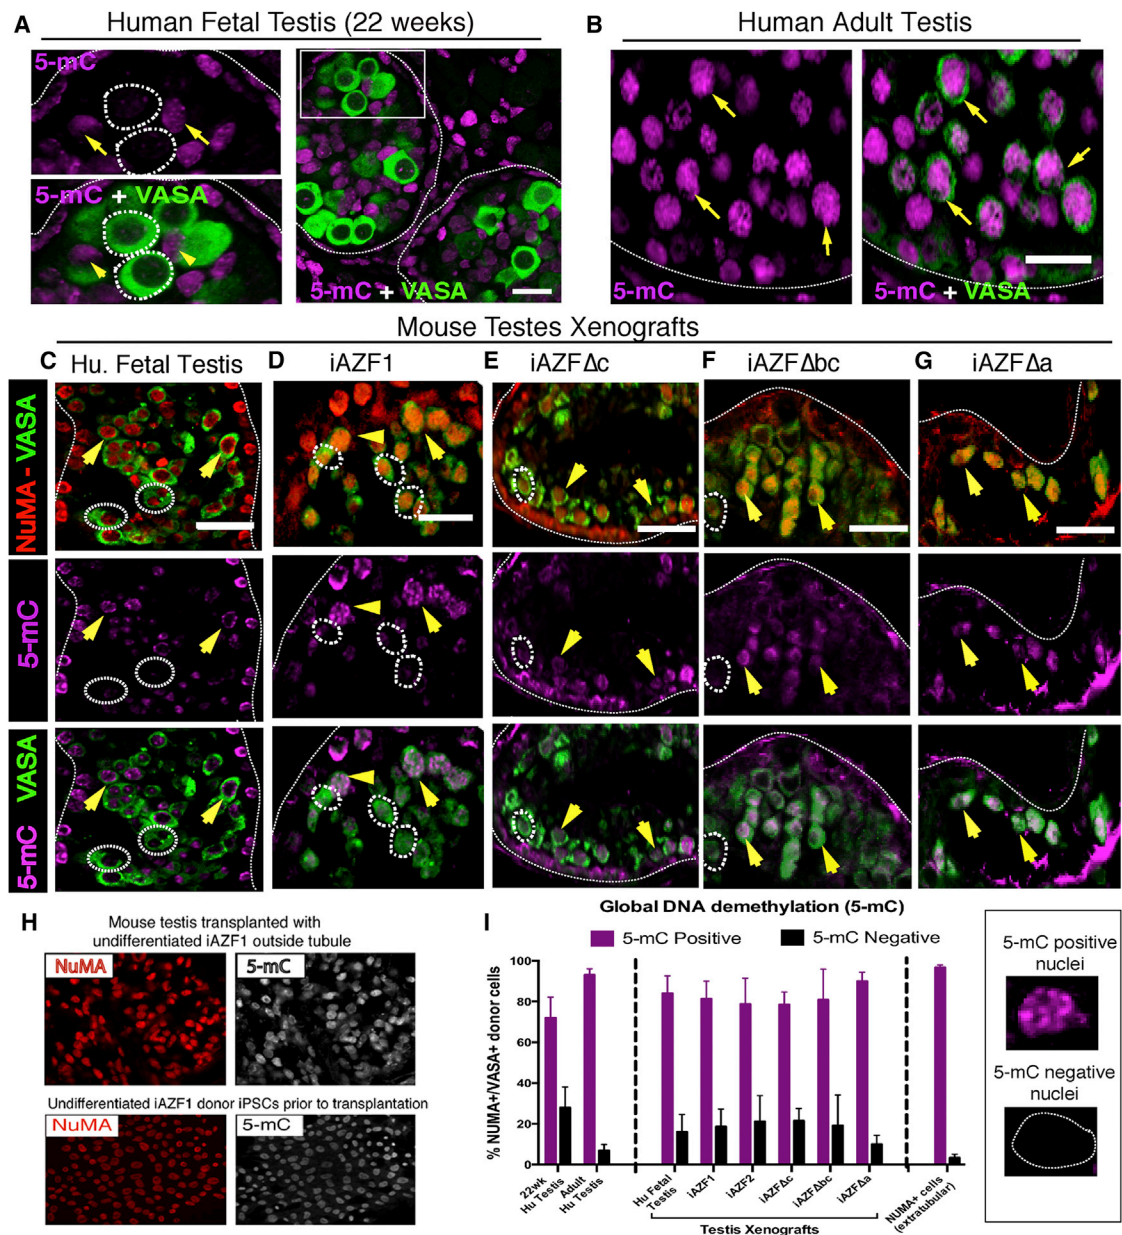 A
Human Fetal Testis (22 weeks)
5-mC
5-mC + VASA
5-mC + VASA
B
Human Adult Testis
5-mC
5-mC + VASA
Mouse Testes Xenografts
C
Hu. Fetal Testis
D
iAZF1
E
iAZFΔc
F
iAZFΔbc
G
iAZFΔa
NuMA - VASA
5-mC
5-mC VASA
H
Mouse testis transplanted with
undifferentiated iAZF1 outside tubule
NuMA
5-mC
Undifferentiated iAZF1 donor iPSCs prior to transplantation
NuMA
5-mC
I
Global DNA demethylation (5-mC)
5-mC Positive
5-mC Negative
% NUMA+/VASA+ donor cells
100
80
60
40
20
0
22wk
Hu Testis
Adult
Hu Testis
Hu Fetal
Testis
iAZF1
iAZF2
iAZFΔc
iAZFΔbc
iAZFΔa
NUMA+ cells
(extratubular)
Testis Xenografts
5-mC positive
nuclei
5-mC negative
nuclei